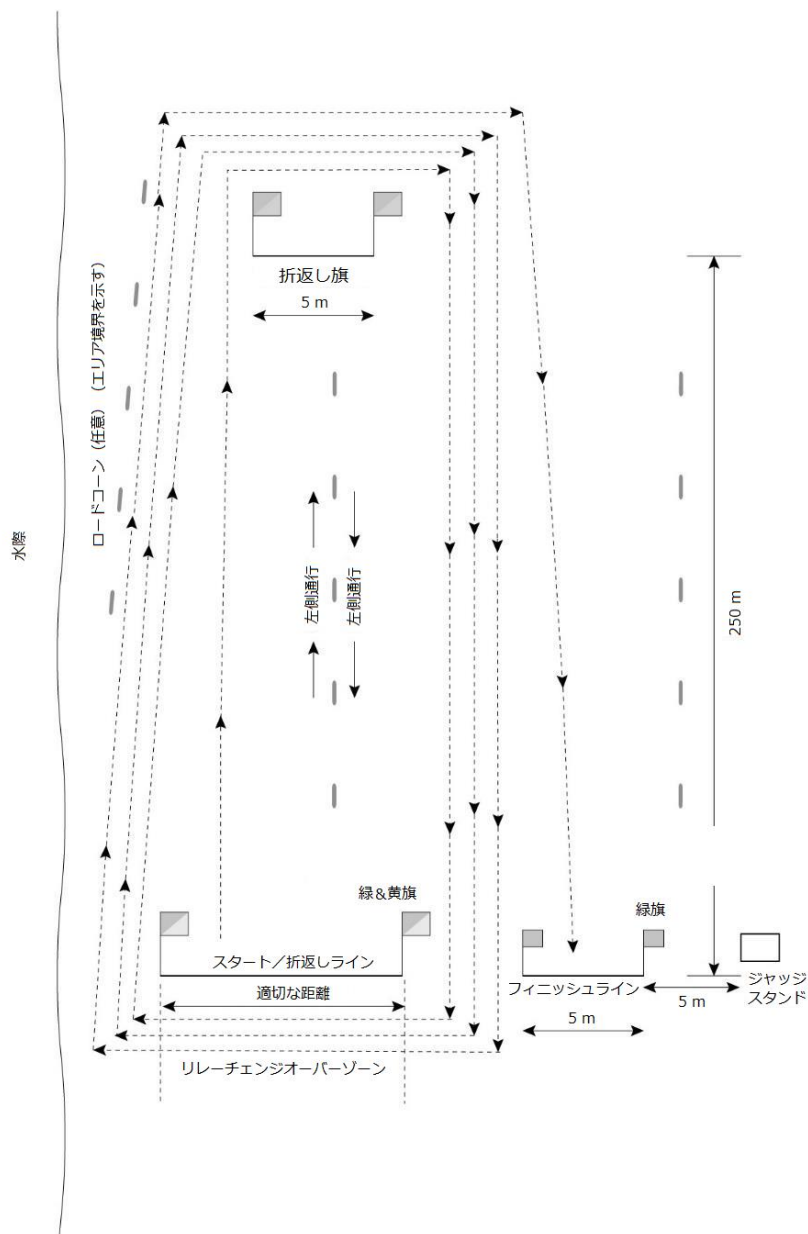 折返し旗
5 m
ロードコーン（任意）（エリア境界を示す）
水際
左側通行
左側通行
250 m
緑&黄旗
緑旗
スタート／折返しライン
適切な距離
フィニッシュライン
5 m
5 m
ジャッジ
スタンド
リレーチェンジオーバーゾーン